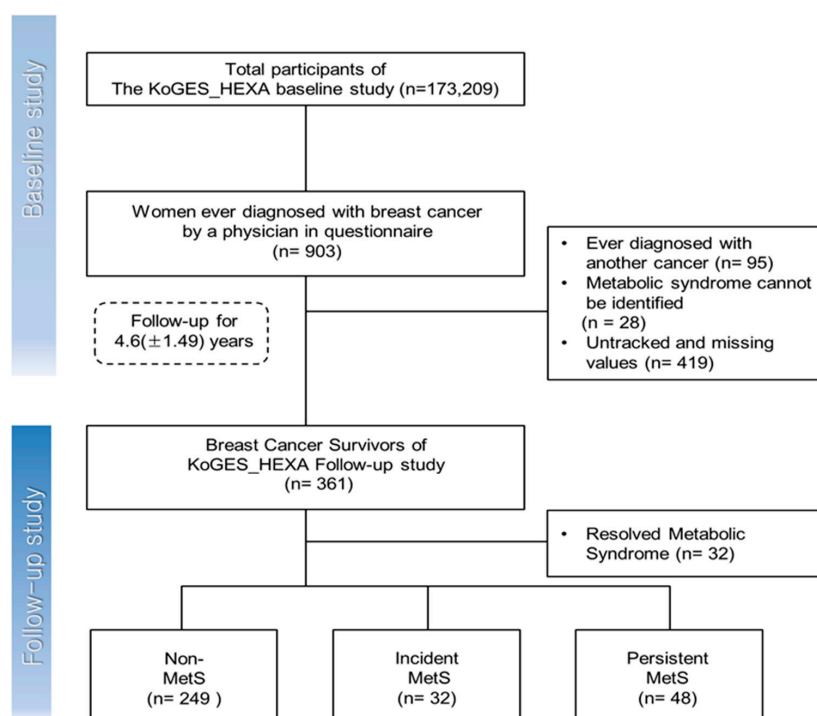 Baseline study
Total participants of
The KoGES_HEXA baseline study (n=173,209)
Women ever diagnosed with breast cancer
by a physician in questionnaire
(n= 903)
• Ever diagnosed with
another cancer (n= 95)
• Metabolic syndrome cannot
be identified
(n = 28)
• Untracked and missing
values (n= 419)
Follow-up for
4.6(±1.49) years
Follow-up study
Breast Cancer Survivors of
KoGES_HEXA Follow-up study
(n= 361)
• Resolved Metabolic
Syndrome (n= 32)
Non-
MetS
(n= 249 )
Incident
MetS
(n= 32)
Persistent
MetS
(n= 48)